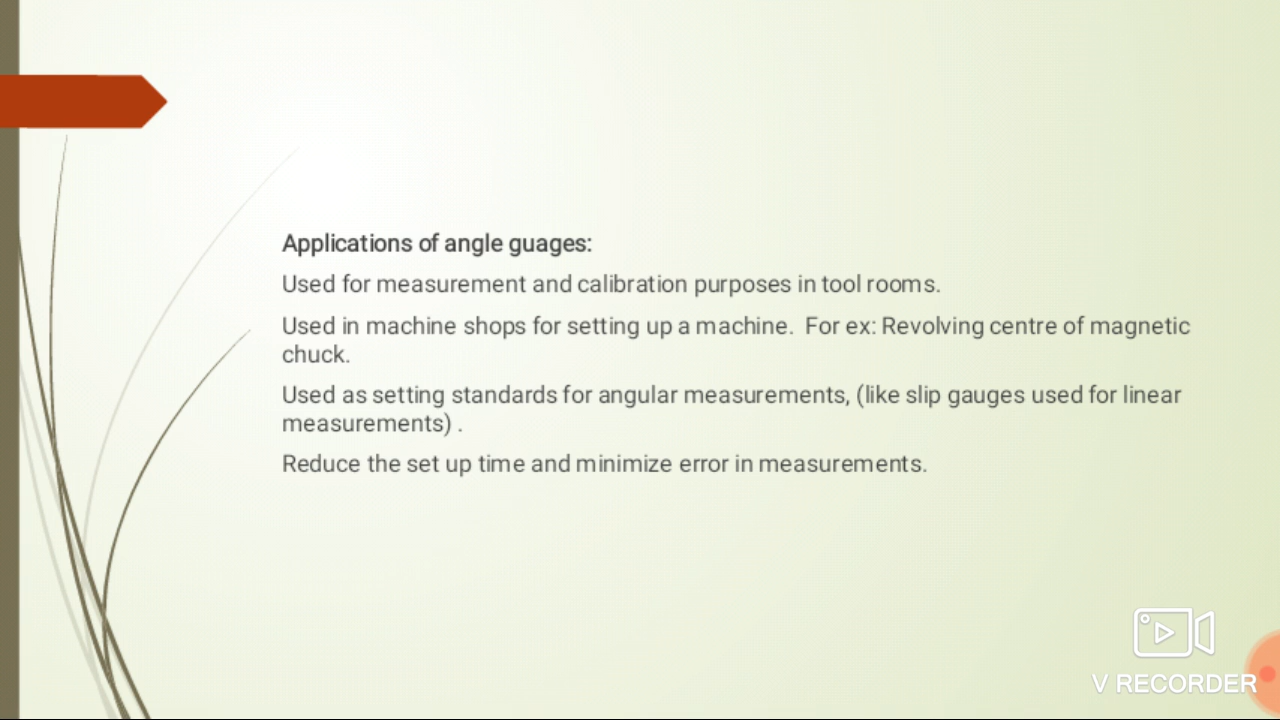 Applications of angle guages:
Used for measurement and calibration purposes in tool rooms.
Used in machine shops for setting up a machine.  For ex: Revolving centre of magnetic
chuck.
Used as setting standards for angular measurements, (like slip gauges used for linear
measurements) .
Reduce the set up time and minimize error in measurements.
V RECORDER